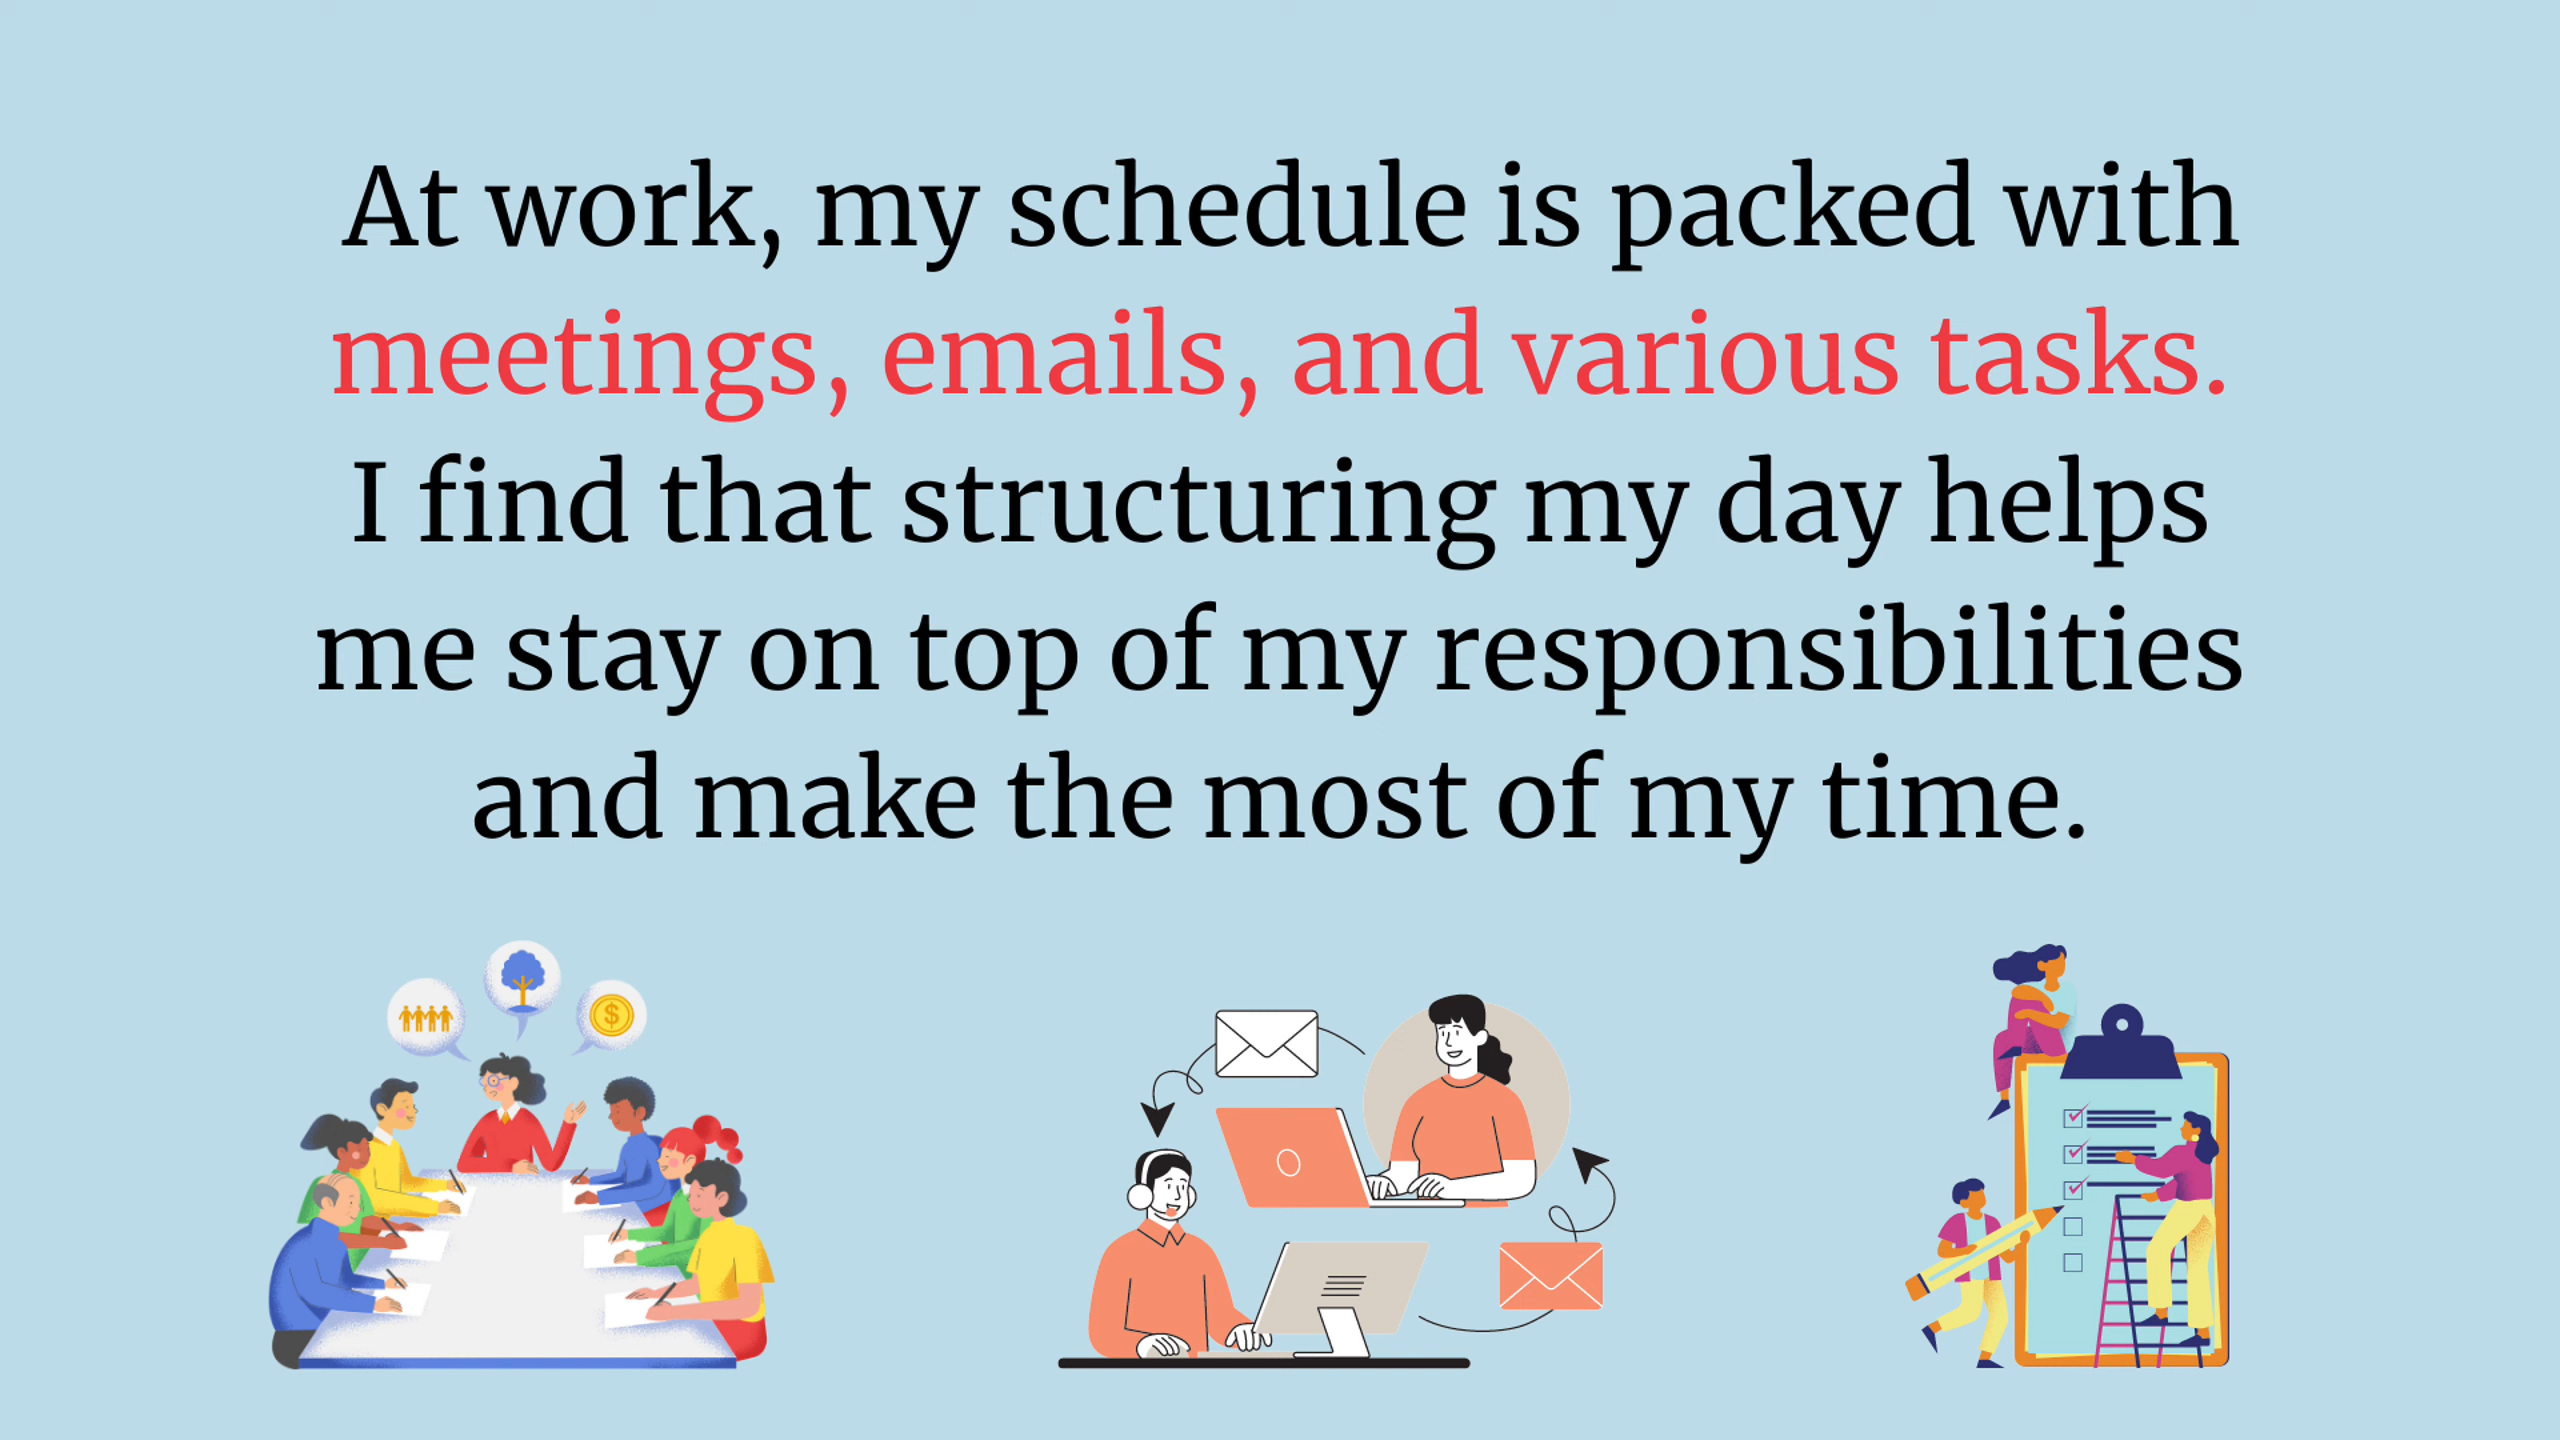 At work, my schedule is packed with
meetings, emails, and various tasks.
I find that structuring my day helps
me stay on top of my responsibilities
and make the most of my time.
$